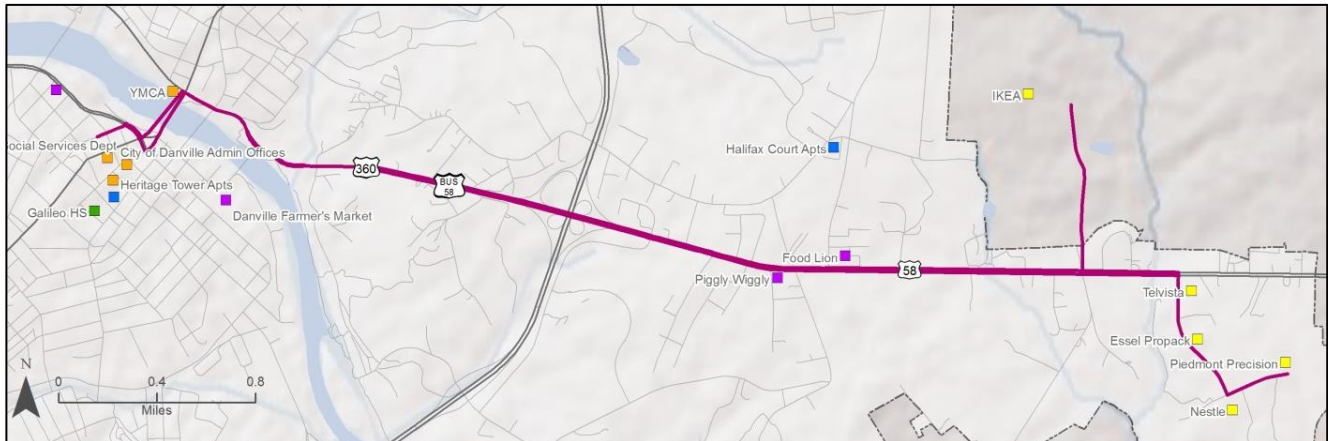 YMCA
IKEA
Social Services Dept
City of Danville Admin Offices
Halifax Court Apts
360
BUS
58
Heritage Tower Apts
Galileo HS
Danville Farmer's Market
Food Lion
58
Piggly Wiggly
Telvista
Essel Propack
Piedmont Precision
Nestle
N
0 0.4 0.8
Miles